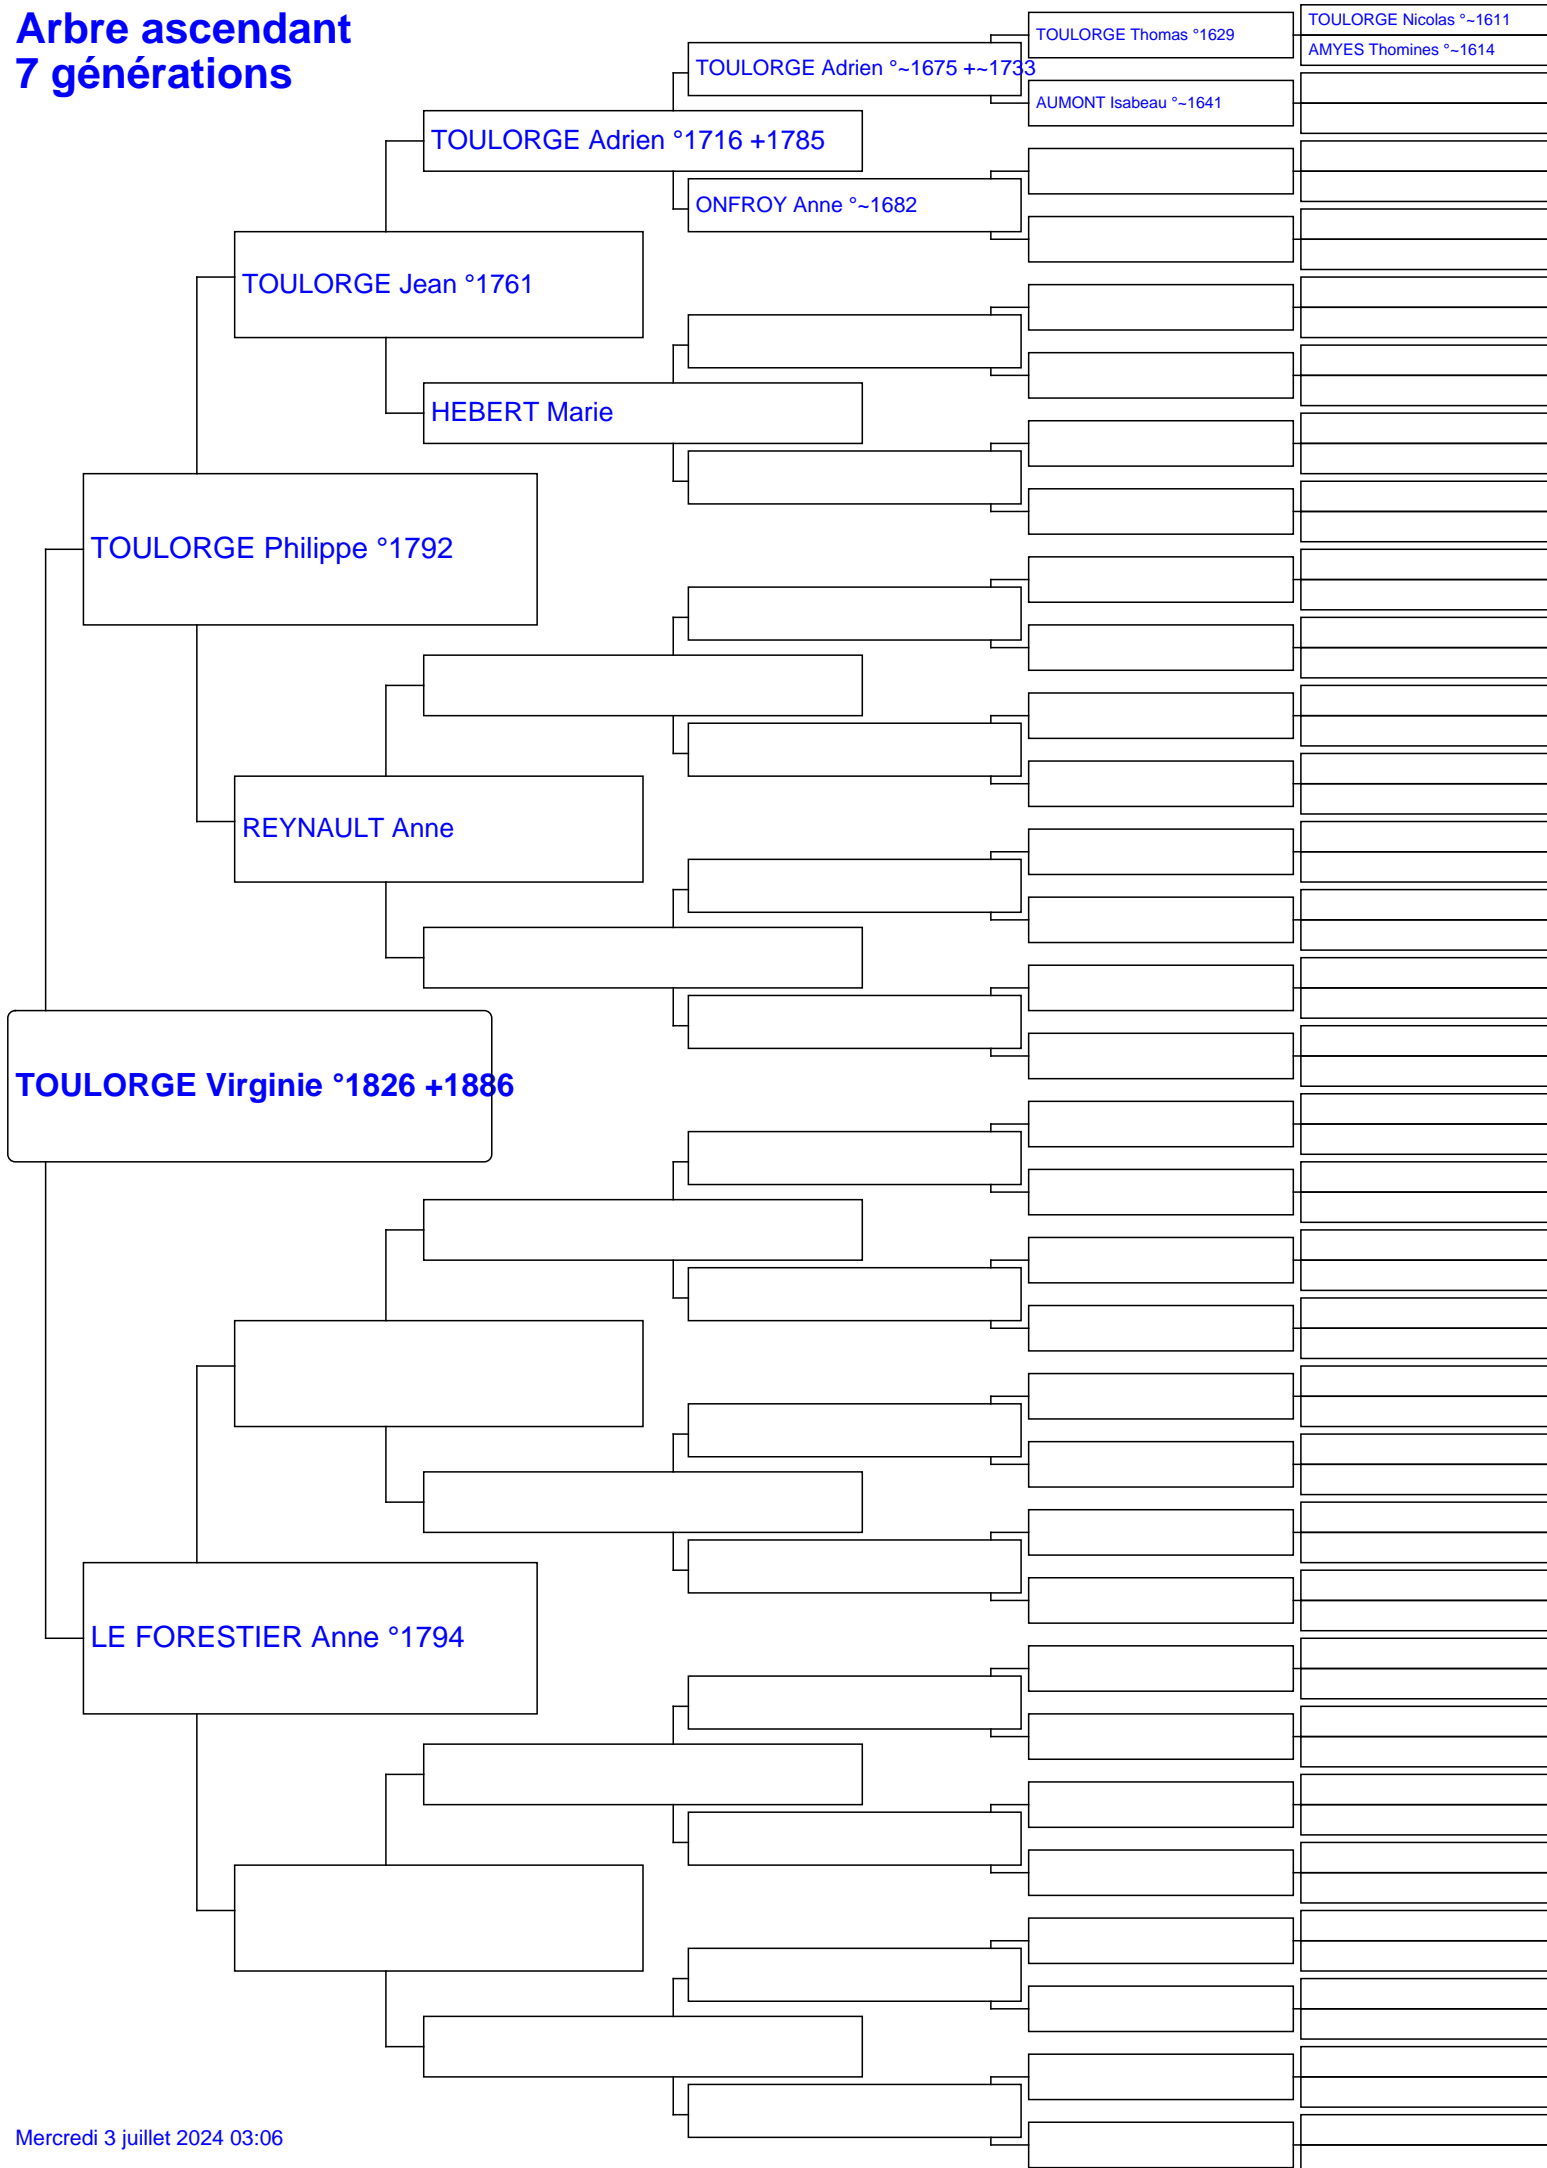 Arbre ascendant
7 générations
TOULORGE Nicolas °~1611
AMYES Thomines °~1614
TOULORGE Thomas °1629
TOULORGE Adrien °~1675 +~1733
AUMONT Isabeau °~1641
TOULORGE Adrien °1716 +1785
ONFROY Anne °~1682
TOULORGE Jean °1761
HEBERT Marie
TOULORGE Philippe °1792
REYNAULT Anne
TOULORGE Virginie °1826 +1886
LE FORESTIER Anne °1794
Mercredi 3 juillet 2024 03:06